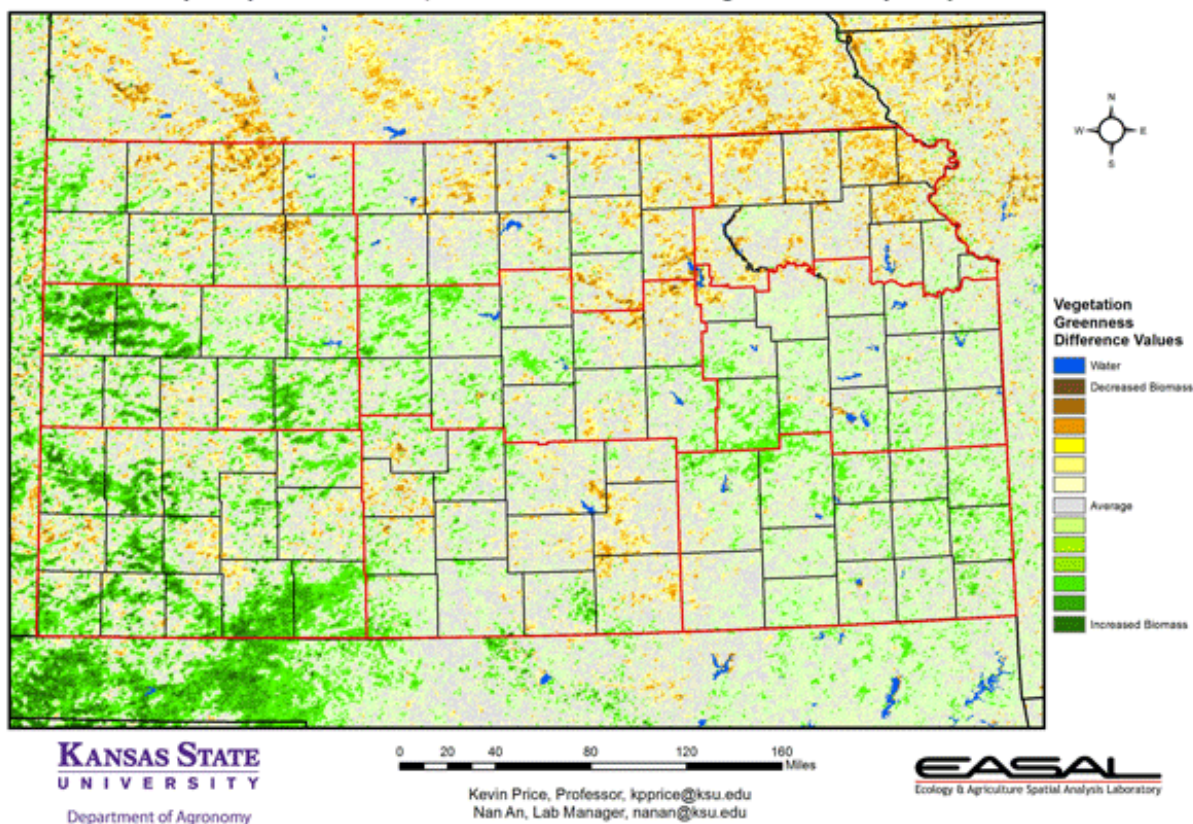 N
W E
S
Vegetation
Greenness
Difference Values
Water
Decreased Biomass
Average
Increased Biomass
KANSAS STATE
UNIVERSITY
Department of Agronomy
0 20 40 80 120 160
Miles
Kevin Price, Professor, kpprice@ksu.edu
Nan An, Lab Manager, nanan@ksu.edu
EASAL
Ecology & Agriculture Spatial Analysis Laboratory